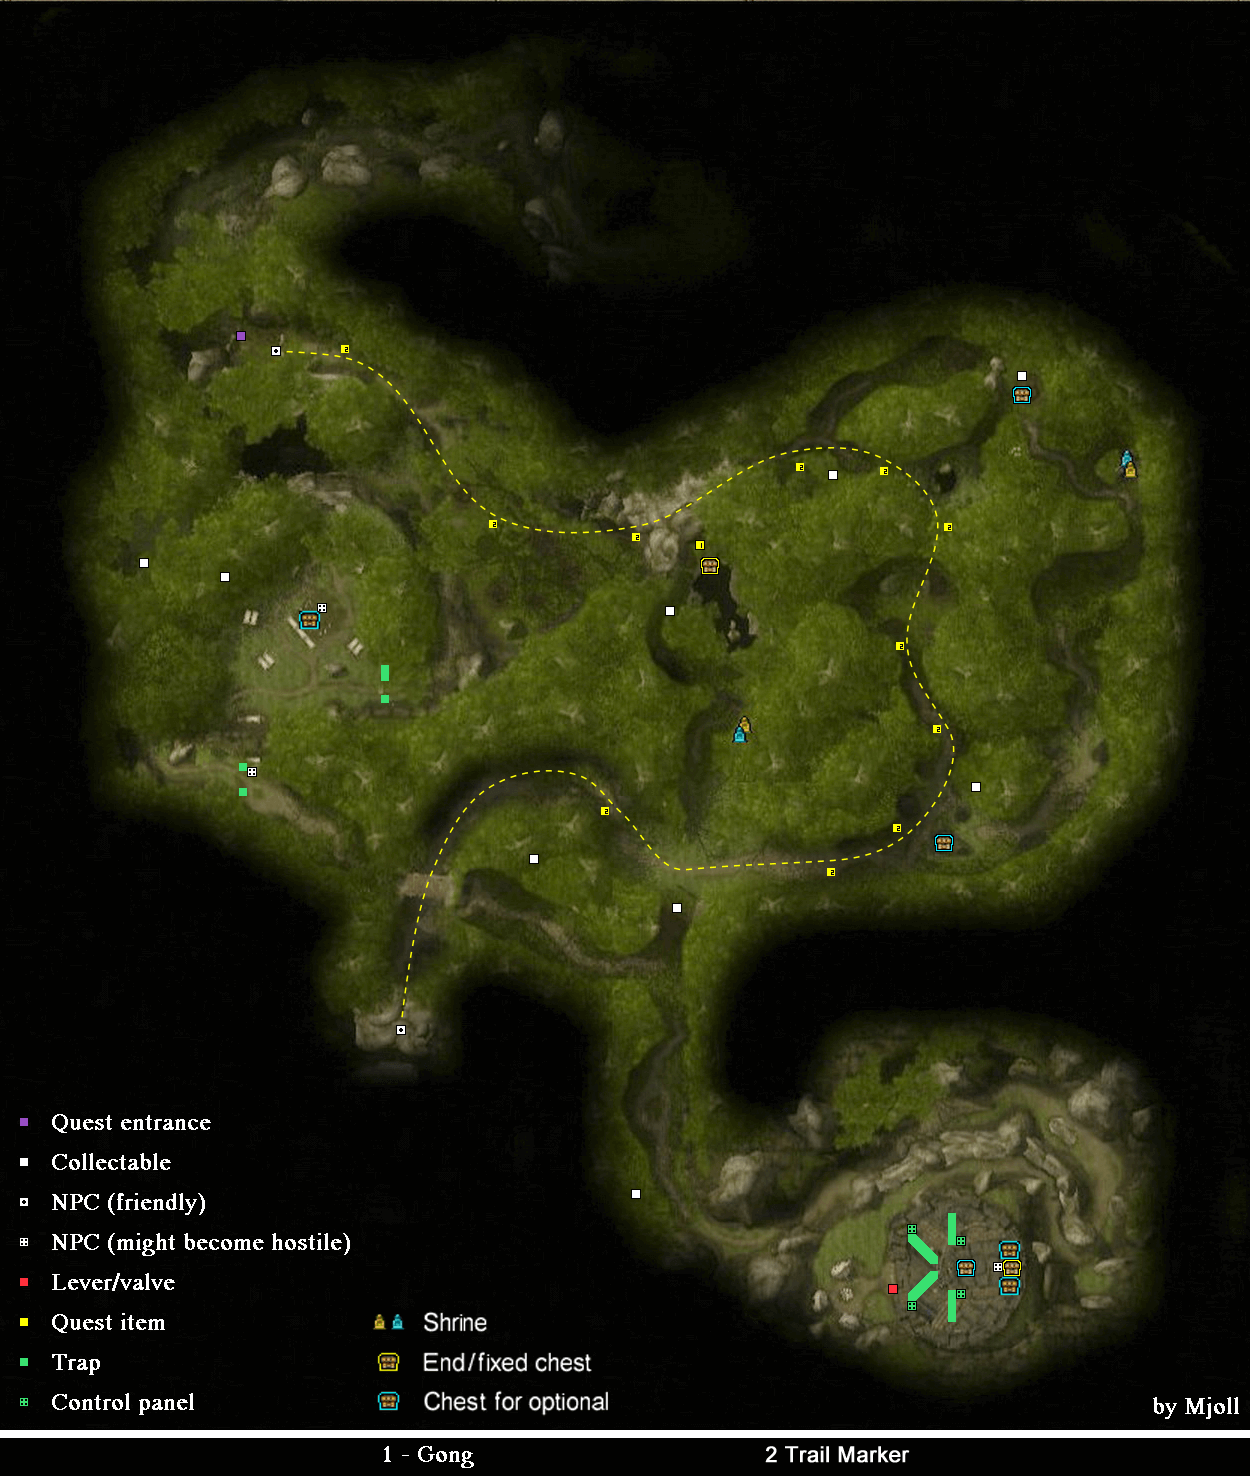 Quest entrance
Collectable
NPC (friendly)
NPC (might become hostile)
Lever/valve
Quest item
Trap
Control panel
Shrine
End/fixed chest
Chest for optional
by Mjoll
1 - Gong
2 Trail Marker